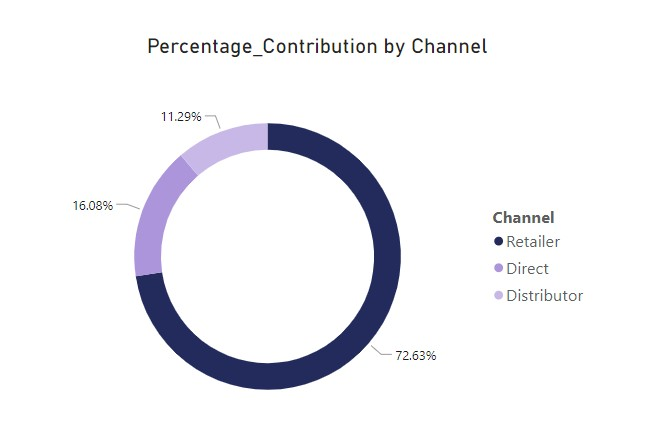 Percentage_Contribution by Channel
11.29%
16.08%
72.63%
Channel
Retailer
Direct
Distributor